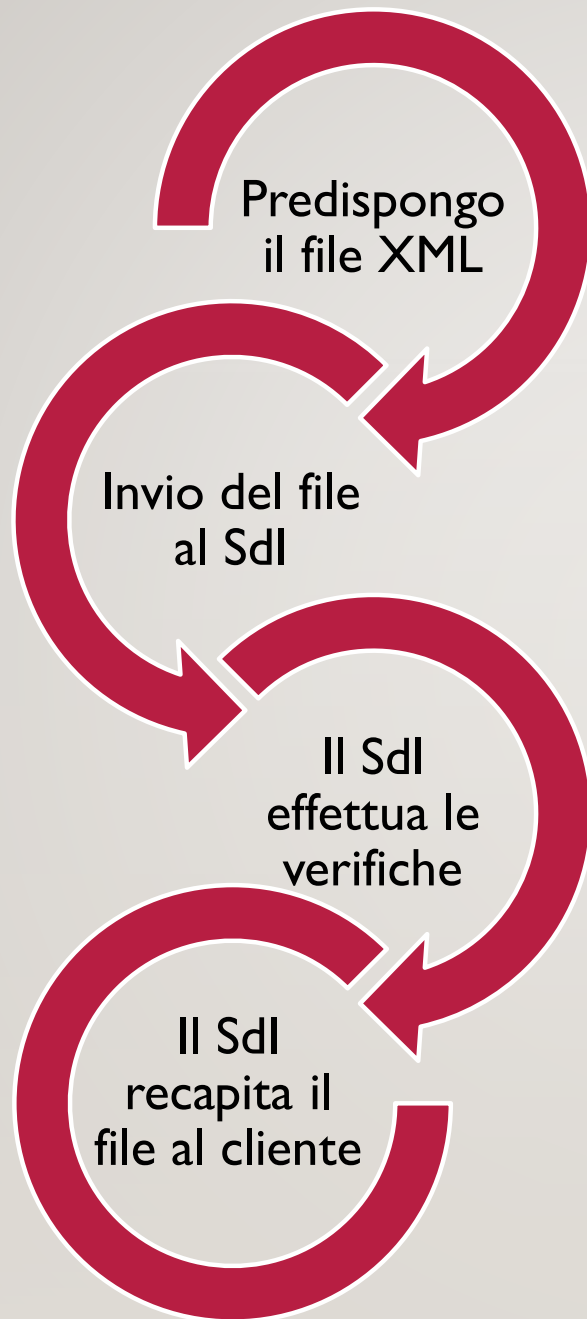 Predispongo
il file XML
Invio del file
al SdI
Il SdI
effettua le
verifiche
Il SdI
recapita il
file al cliente